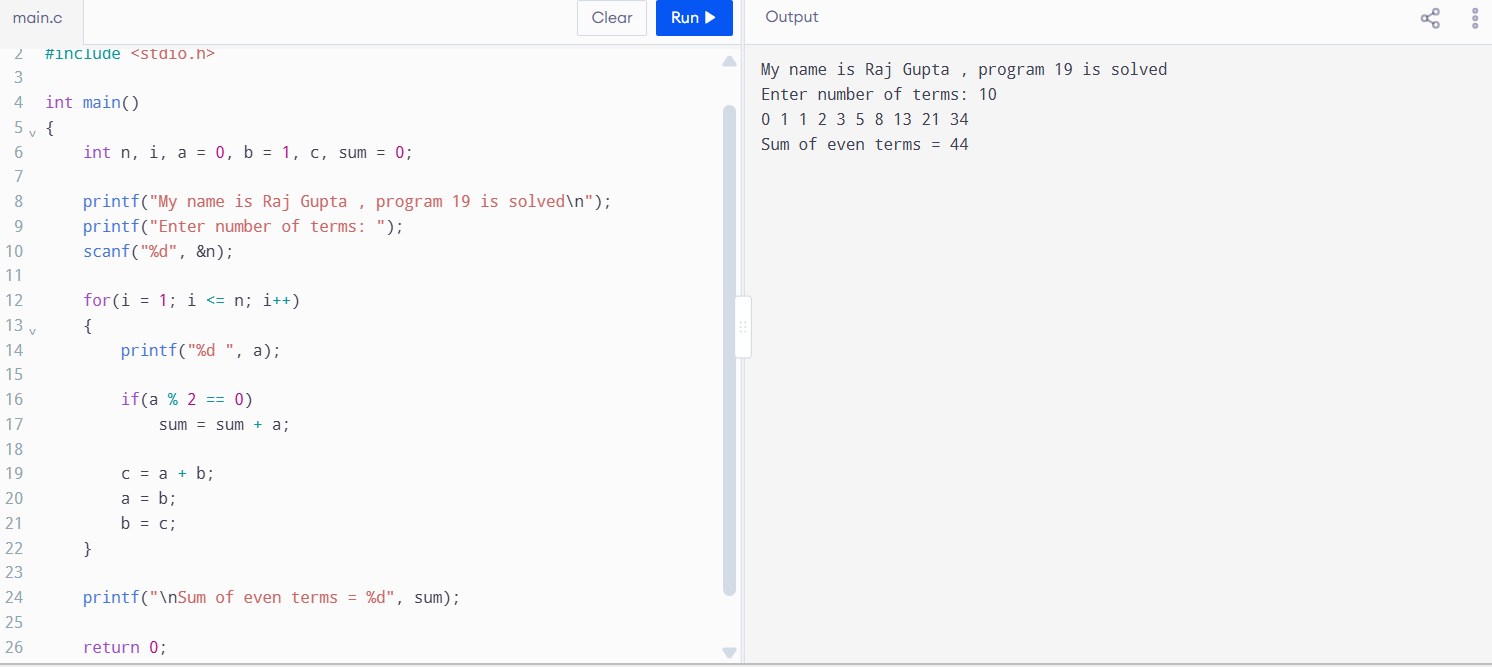 main.c
Clear
Run
Output
2 #include <stdio.h>
3
4 int main()
5 {
6     int n, i, a = 0, b = 1, c, sum = 0;
7
8     printf("My name is Raj Gupta , program 19 is solved\n");
9     printf("Enter number of terms: ");
10     scanf("%d", &n);
11
12     for(i = 1; i <= n; i++)
13     {
14         printf("%d ", a);
15
16         if(a % 2 == 0)
17             sum = sum + a;
18
19         c = a + b;
20         a = b;
21         b = c;
22     }
23
24     printf("\nSum of even terms = %d", sum);
25
26     return 0;
My name is Raj Gupta , program 19 is solved
Enter number of terms: 10
0 1 1 2 3 5 8 13 21 34
Sum of even terms = 44